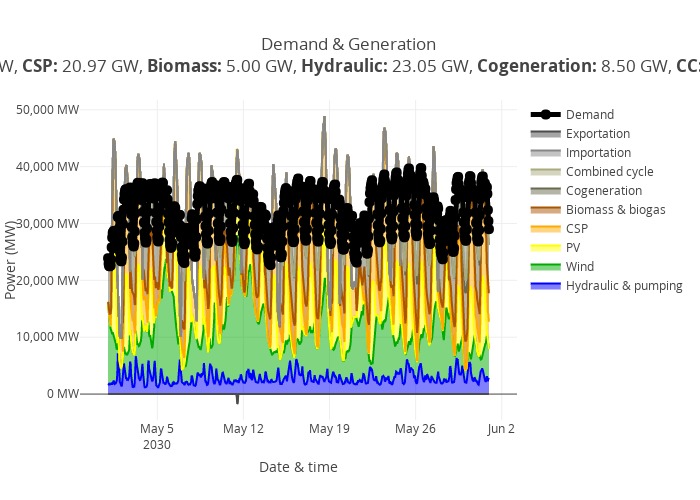 Demand & Generation
W, CSP: 20.97 GW, Biomass: 5.00 GW, Hydraulic: 23.05 GW, Cogeneration: 8.50 GW, CC:
50,000 MW
40,000 MW
30,000 MW
20,000 MW
10,000 MW
0 MW
Power (MW)
May 5
2030
May 12
May 19
May 26
Jun 2
Date & time
Demand
Exportation
Importation
Combined cycle
Cogeneration
Biomass & biogas
CSP
PV
Wind
Hydraulic & pumping